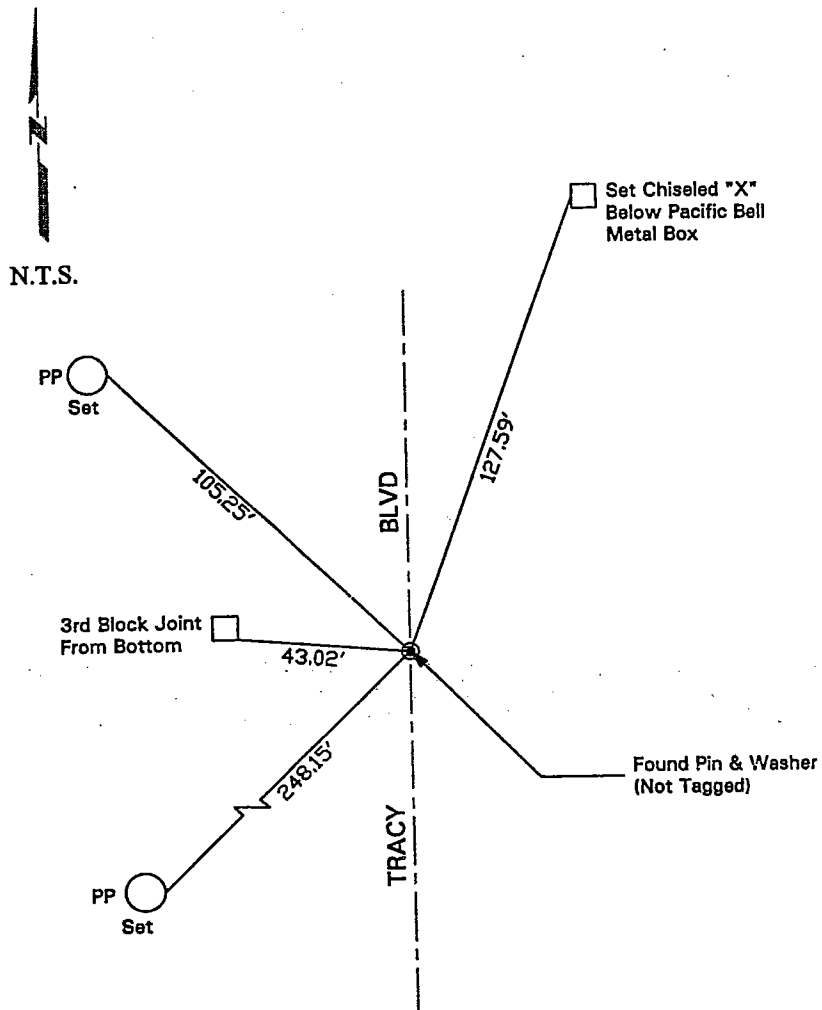 N
N.T.S.
Set Chiseled "X"
Below Pacific Bell
Metal Box
PP
Set
105.25'
BLVD
127.59'
3rd Block Joint
From Bottom
43.02'
248.15'
TRACY
Found Pin & Washer
(Not Tagged)
PP
Set